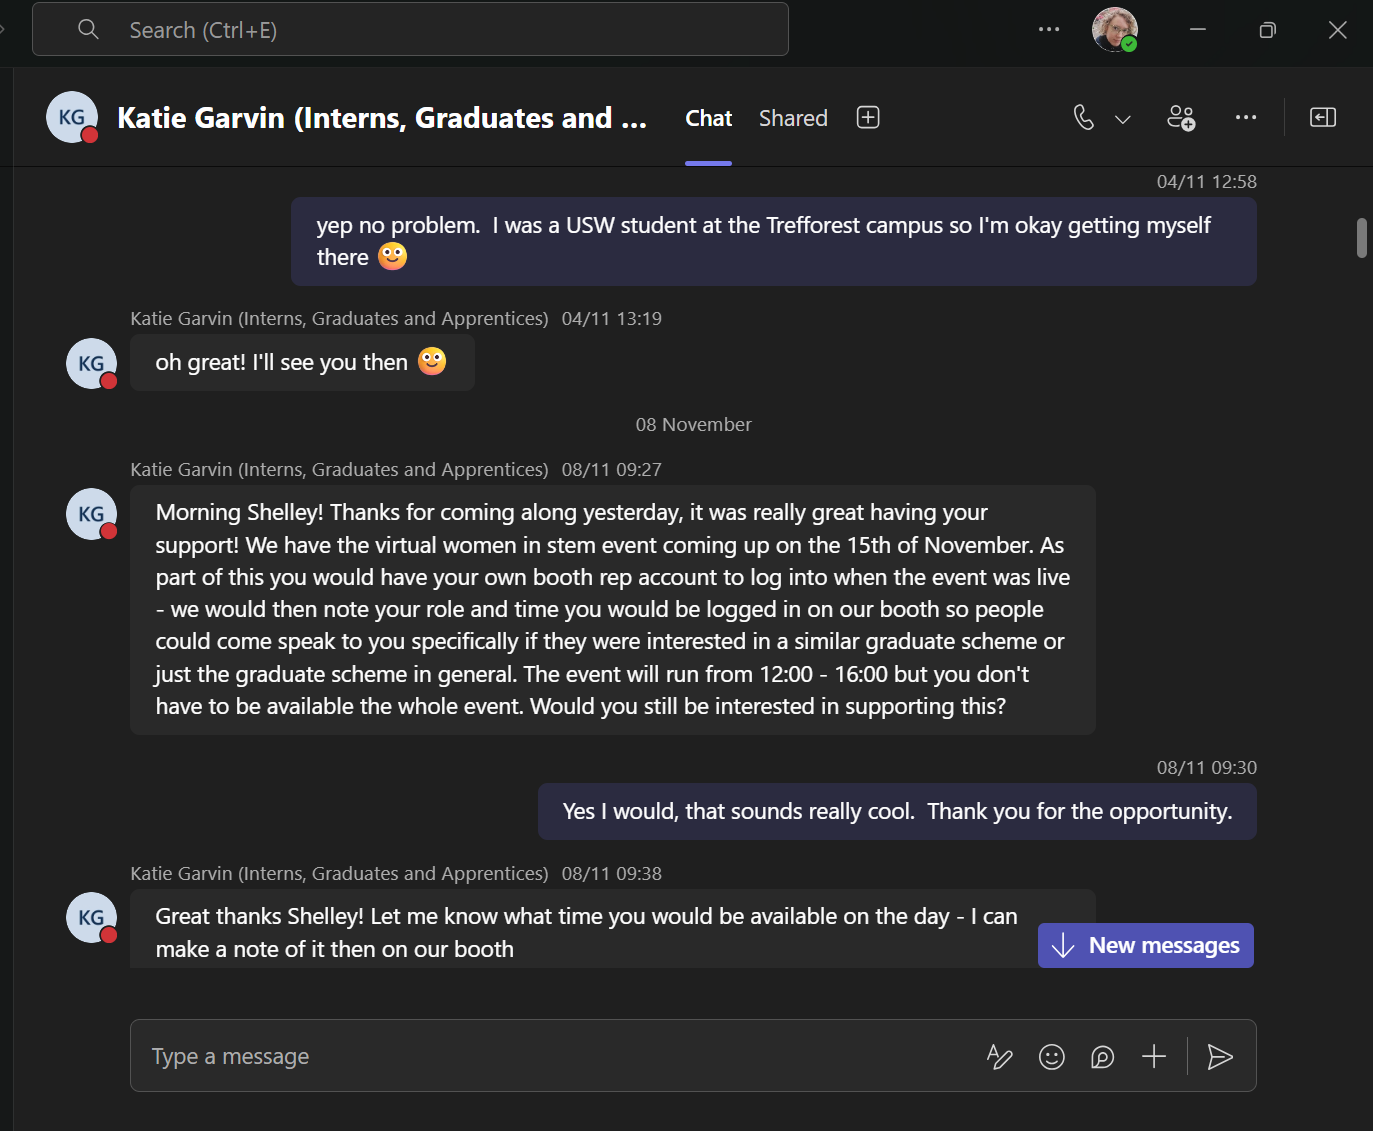 Search (Ctrl+E)
KG
Katie Garvin (Interns, Graduates and ...
Chat
Shared
04/11 12:58
yep no problem.  I was a USW student at the Trefforest campus so I'm okay getting myself
there 🙂
Katie Garvin (Interns, Graduates and Apprentices) 04/11 13:19
KG
oh great! I'll see you then 🙂
08 November
Katie Garvin (Interns, Graduates and Apprentices) 08/11 09:27
KG
Morning Shelley! Thanks for coming along yesterday, it was really great having your
support! We have the virtual women in stem event coming up on the 15th of November. As
part of this you would have your own booth rep account to log into when the event was live
- we would then note your role and time you would be logged in on our booth so people
could come speak to you specifically if they were interested in a similar graduate scheme or
just the graduate scheme in general. The event will run from 12:00 - 16:00 but you don't
have to be available the whole event. Would you still be interested in supporting this?
08/11 09:30
Yes I would, that sounds really cool.  Thank you for the opportunity.
Katie Garvin (Interns, Graduates and Apprentices) 08/11 09:38
KG
Great thanks Shelley! Let me know what time you would be available on the day - I can
make a note of it then on our booth
New messages
Type a message